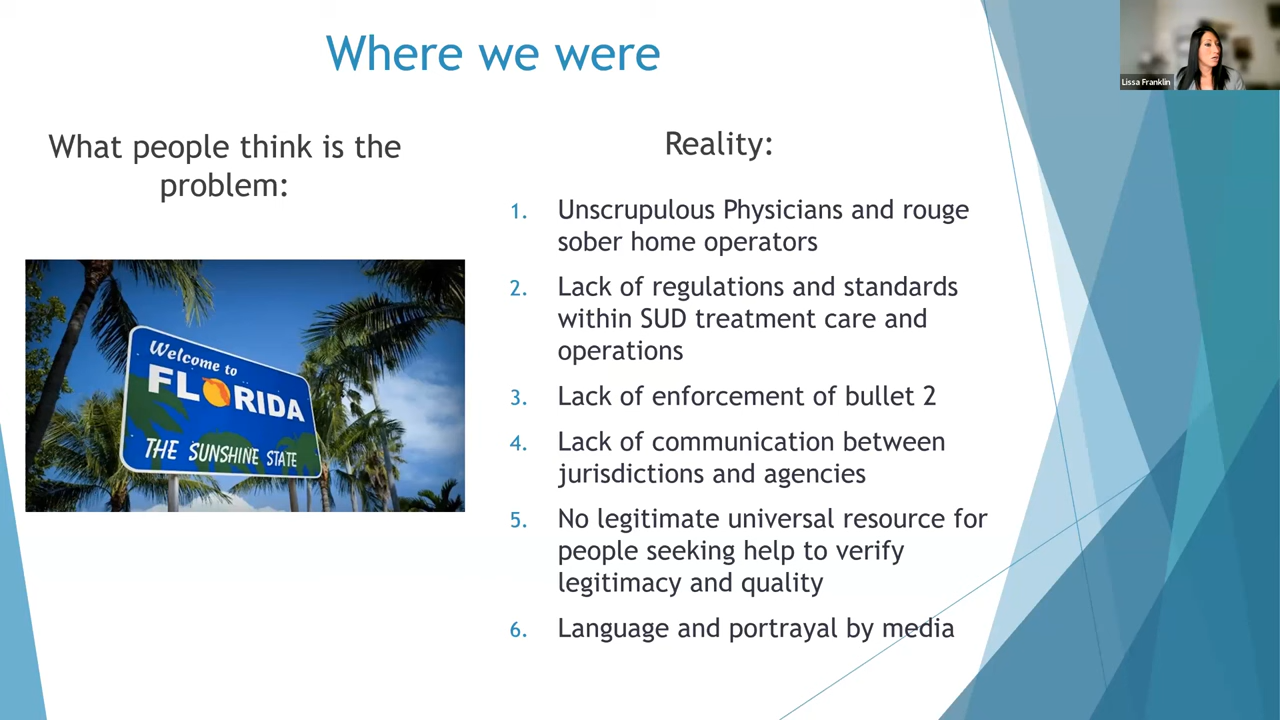 Where we were
Lissa Franklin
What people think is the
problem:
Welcome to
FLORIDA
THE SUNSHINE STATE
Reality:
1. Unscrupulous Physicians and rouge
sober home operators
2. Lack of regulations and standards
within SUD treatment care and
operations
3. Lack of enforcement of bullet 2
4. Lack of communication between
jurisdictions and agencies
5. No legitimate universal resource for
people seeking help to verify
legitimacy and quality
6. Language and portrayal by media